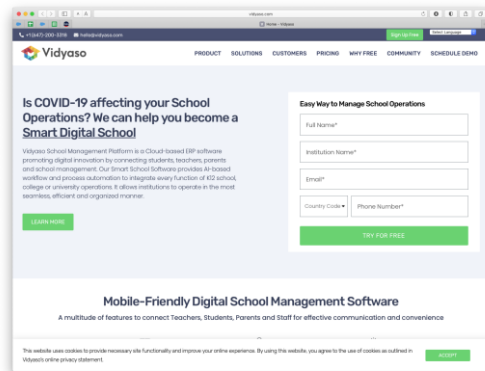 vidyaso.com
Home - Vidyaso
+1(647)-200-3319 hello@vidyaso.com Sign Up Free Select Language
Vidyaso PRODUCT SOLUTIONS CUSTOMERS PRICING WHY FREE COMMUNITY SCHEDULE DEMO
Is COVID-19 affecting your School
Operations? We can help you become a
Smart Digital School
Vidyaso School Management Platform is a Cloud-based ERP software
promoting digital innovation by connecting students, teachers, parents
and school management. Our Smart School Software provides AI-based
workflow and process automation to integrate every function of K12 school,
college or university operations. It allows institutions to operate in the most
seamless, efficient and organized manner.
LEARN MORE
Easy Way to Manage School Operations
Full Name*
Institution Name*
Email*
Country Code Phone Number*
TRY FOR FREE
Mobile-Friendly Digital School Management Software
A multitude of features to connect Teachers, Students, Parents and Staff for effective communication and convenience
This website uses cookies to provide necessary site functionality and improve your online experience. By using this website, you agree to the use of cookies as outlined in
Vidyaso's online privacy statement.
ACCEPT